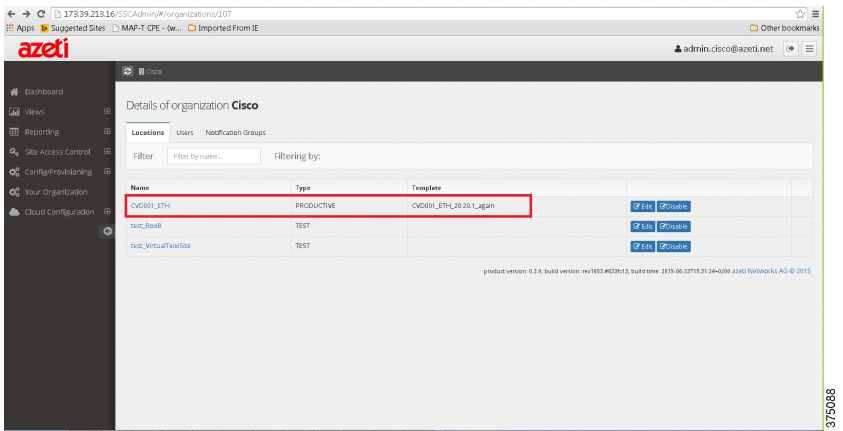 173.39.213.16/SSCAdmin/#/organizations/107
Apps Suggested Sites MAP-T CPE - (w... Imported From IE Other bookmarks
azeti admin.cisco@azeti.net
Cisco
Dashboard
Views
Reporting
Site Access Control
Config/Provisioning
Your Organization
Cloud Configuration
Details of organization Cisco
Locations Users Notification Groups
Filter Filter by name... Filtering by:
Name Type Template
CVD001_ETH PRODUCTIVE CVD001_ETH_20 20.1_again Edit Disable
test_BoxB TEST Edit Disable
test_VirtualTeixiSite TEST Edit Disable
product version: 0.3.0; build version: rev1653.#633fc13; build time: 2015-06-23T15:31:24+0200 azeti Networks AG © 2015
375088